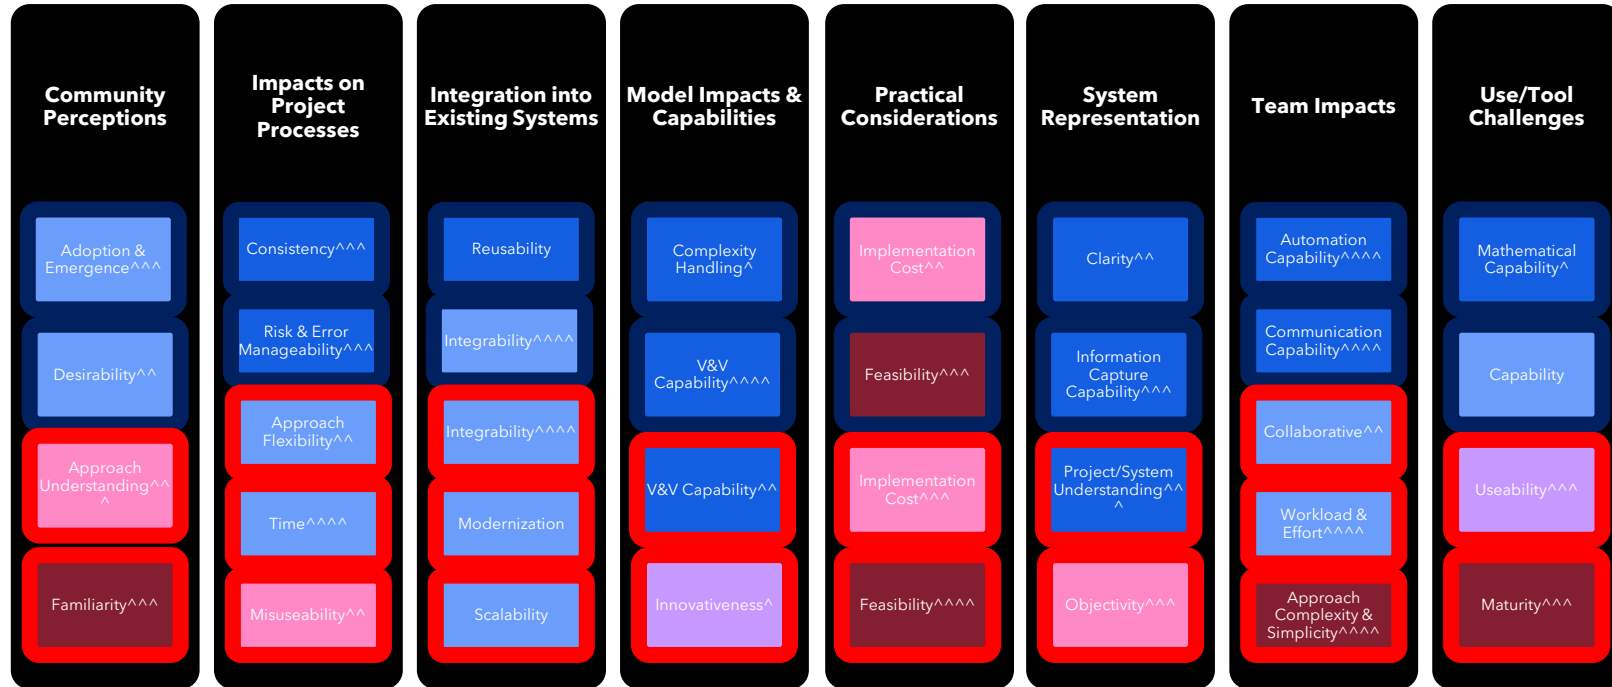 Community
Perceptions
Adoption &
Emergence^^^
Desirability^^
Approach
Understanding^^
^
Familiarity^^^
Impacts on
Project
Processes
Consistency^^^
Risk & Error
Manageability^^^
Approach
Flexibility^^
Time^^^^
Misuseability^^
Integration into
Existing Systems
Reusability
Integrability^^^^
Integrability^^^^
Modernization
Scalability
Model Impacts &
Capabilities
Complexity
Handling^
V&V
Capability^^^^
V&V Capability^^
Innovativeness^
Practical
Considerations
Implementation
Cost^^
Feasibility^^^
Implementation
Cost^^^
Feasibility^^^^
System
Representation
Clarity^^
Information
Capture
Capability^^^
Project/System
Understanding^^
^
Objectivity^^^
Team Impacts
Automation
Capability^^^^
Communication
Capability^^^^
Collaborative^^
Workload &
Effort^^^^
Approach
Complexity &
Simplicity^^^^
Use/Tool
Challenges
Mathematical
Capability^
Capability
Useability^^^
Maturity^^^